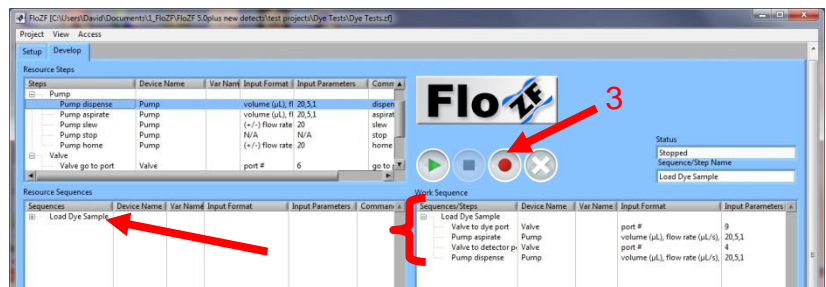 FloZF [C:\Users\David\Documents\1_FloZF\FloZF 5.0plus new detects\test projects\Dye Tests\Dye Tests.zf]
Project View Access
Setup Develop
Resource Steps
Steps Device Name Var Nam Input Format Input Parameters Comm
Pump
Pump dispense Pump volume (µL), fl 20,5,1 dispen
Pump aspirate Pump volume (µL), fl 20,5,1 aspirat
Pump slew Pump (+/-) flow rate 20 slew
Pump stop Pump N/A N/A stop
Pump home Pump (+/-) flow rate 20 home
Valve
Valve go to port Valve port # 6 go to
Flo
3
Status
Stopped
Sequence/Step Name
Load Dye Sample
Resource Sequences
Sequences Device Name Var Name Input Format Input Parameters Comman
Load Dye Sample
Work Sequence
Sequences/Steps Device Name Var Name Input Format Input Parameters
Load Dye Sample
Valve to dye port Valve port # 9
Pump aspirate Pump volume (µL), flow rate (µL/s), 20,5,1
Valve to detector p Valve port # 4
Pump dispense Pump volume (µL), flow rate (µL/s), 20,5,1